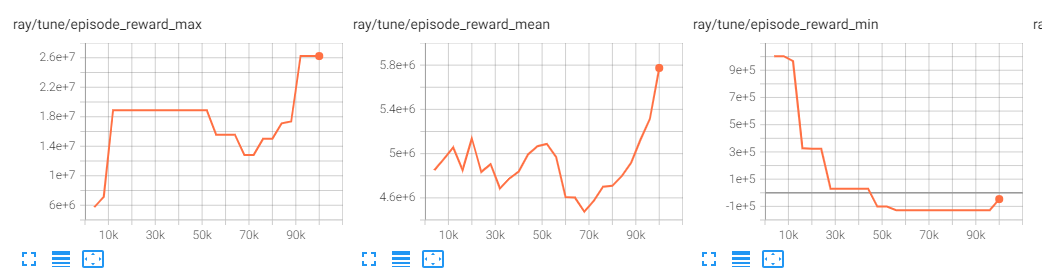 ray/tune/episode_reward_max
2.6e+7
2.2e+7
1.8e+7
1.4e+7
1e+7
6e+6
10k 30k 50k 70k 90k
ray/tune/episode_reward_mean
5.8e+6
5.4e+6
5e+6
4.6e+6
10k 30k 50k 70k 90k
ray/tune/episode_reward_min
9e+5
7e+5
5e+5
3e+5
1e+5
-1e+5
10k 30k 50k 70k 90k
ra